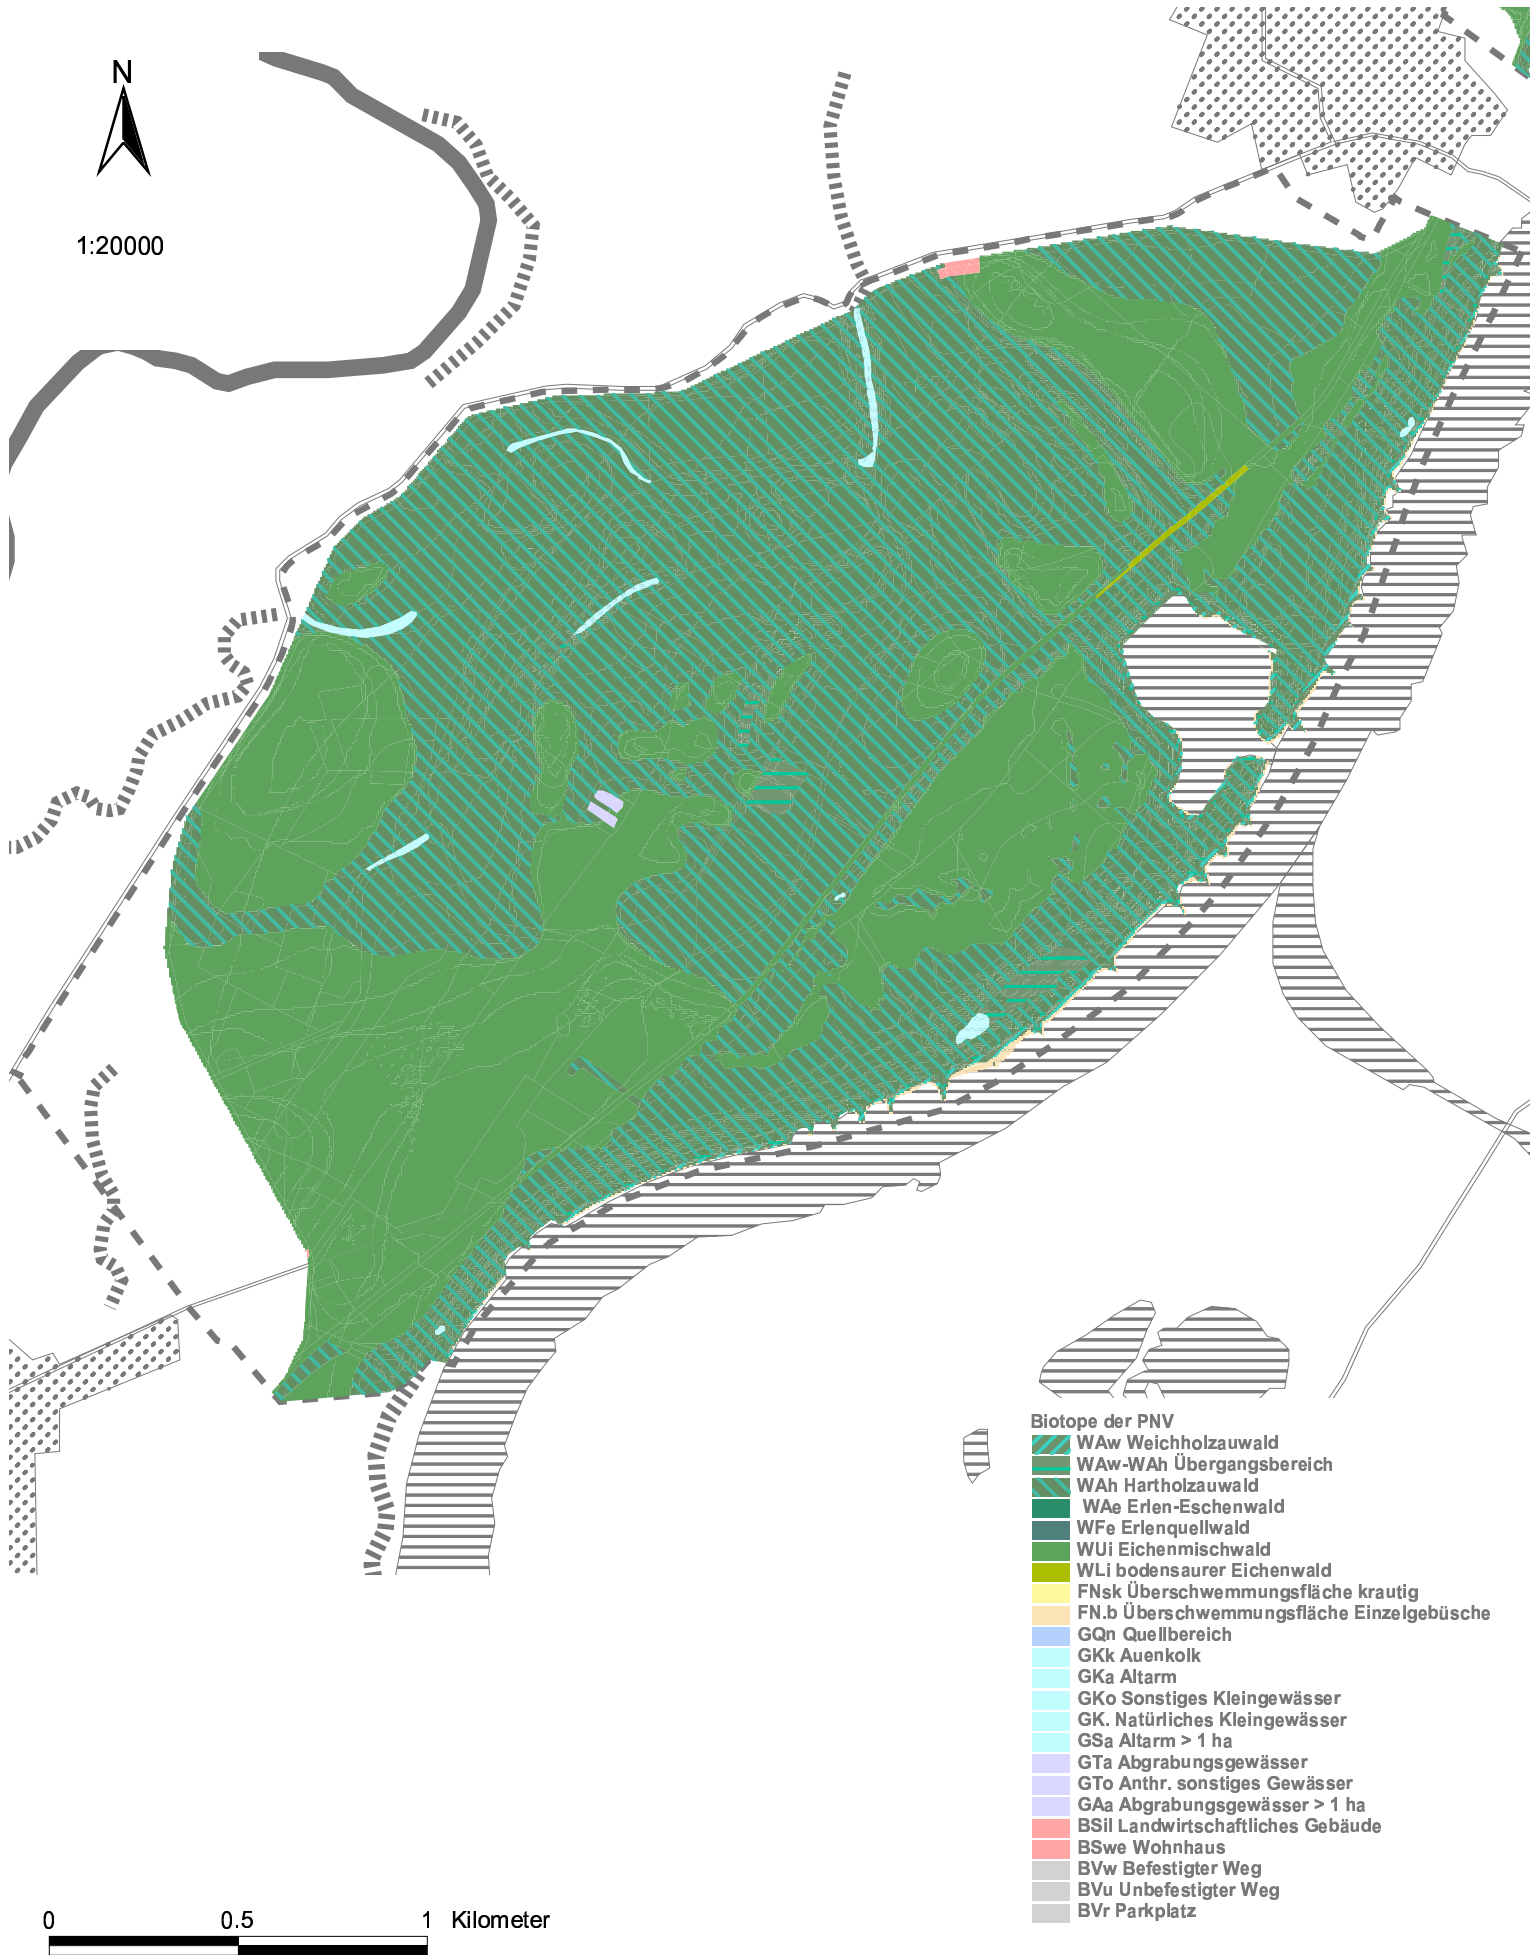 N
1:20000
Biotope der PNV
WAw Weichholzauwald
WAw-WAh Übergangsbereich
WAh Hartholzauwald
WAe Erlen-Eschenwald
WFe Erlenquellwald
WUi Eichenmischwald
WLi bodensaurer Eichenwald
FNsk Überschwemmungsfläche krautig
FN.b Überschwemmungsfläche Einzelgebüsche
GQn Quellbereich
GKk Auenkolk
GKa Altarm
GKo Sonstiges Kleingewässer
GK. Natürliches Kleingewässer
GSa Altarm > 1 ha
GTa Abgrabungsgewässer
GTo Anthr. sonstiges Gewässer
GAa Abgrabungsgewässer > 1 ha
BSil Landwirtschaftliches Gebäude
BSwe Wohnhaus
BVw Befestigter Weg
BVu Unbefestigter Weg
BVr Parkplatz
0 0.5 1 Kilometer